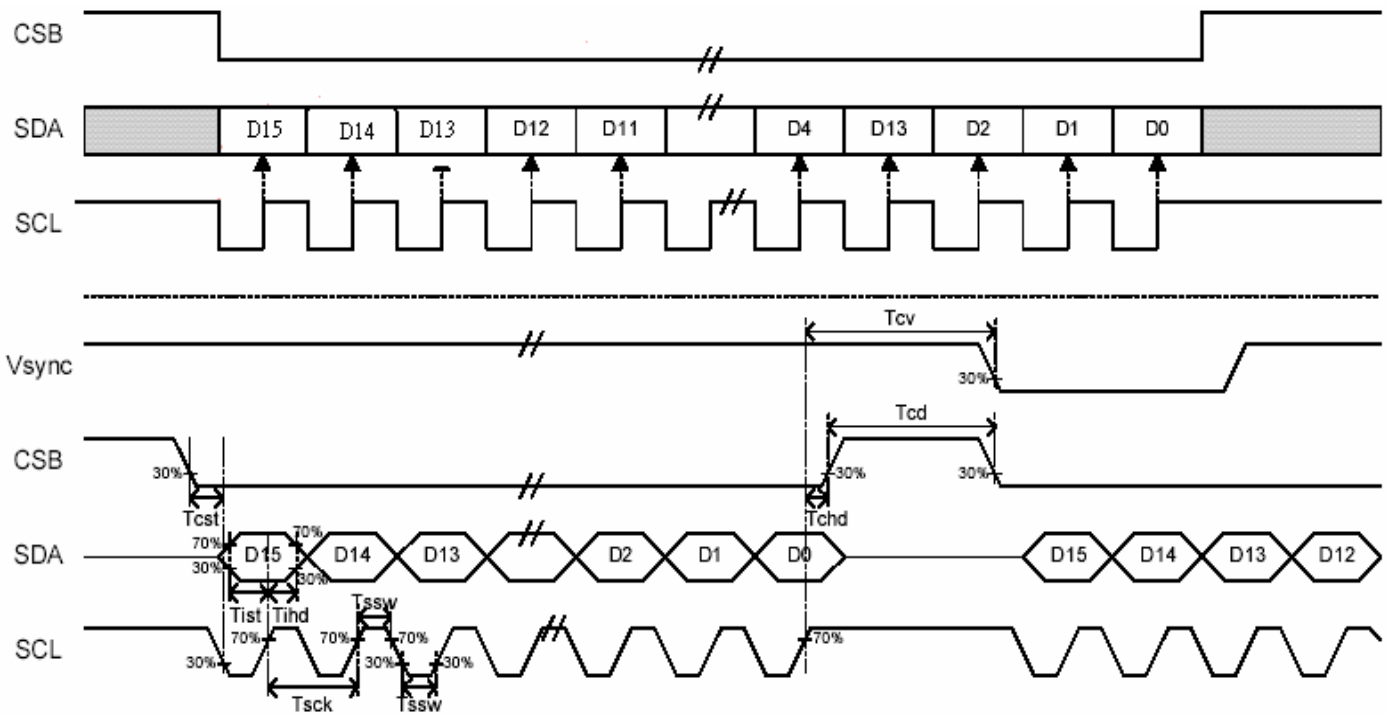 CSB
SDA D15 D14 D13 D12 D11 D4 D13 D2 D1 D0
SCL
Tcv
Vsync 30%
Tcd
CSB 30% 30% 30%
Tcst Tchd
SDA 70% 30% D15 70% 30% D14 D13 D2 D1 D0 D15 D14 D13 D12
Tist Tihd Tssw
SCL 30% 70% 70% 70% 30% 30% 70%
Tsck Tssw